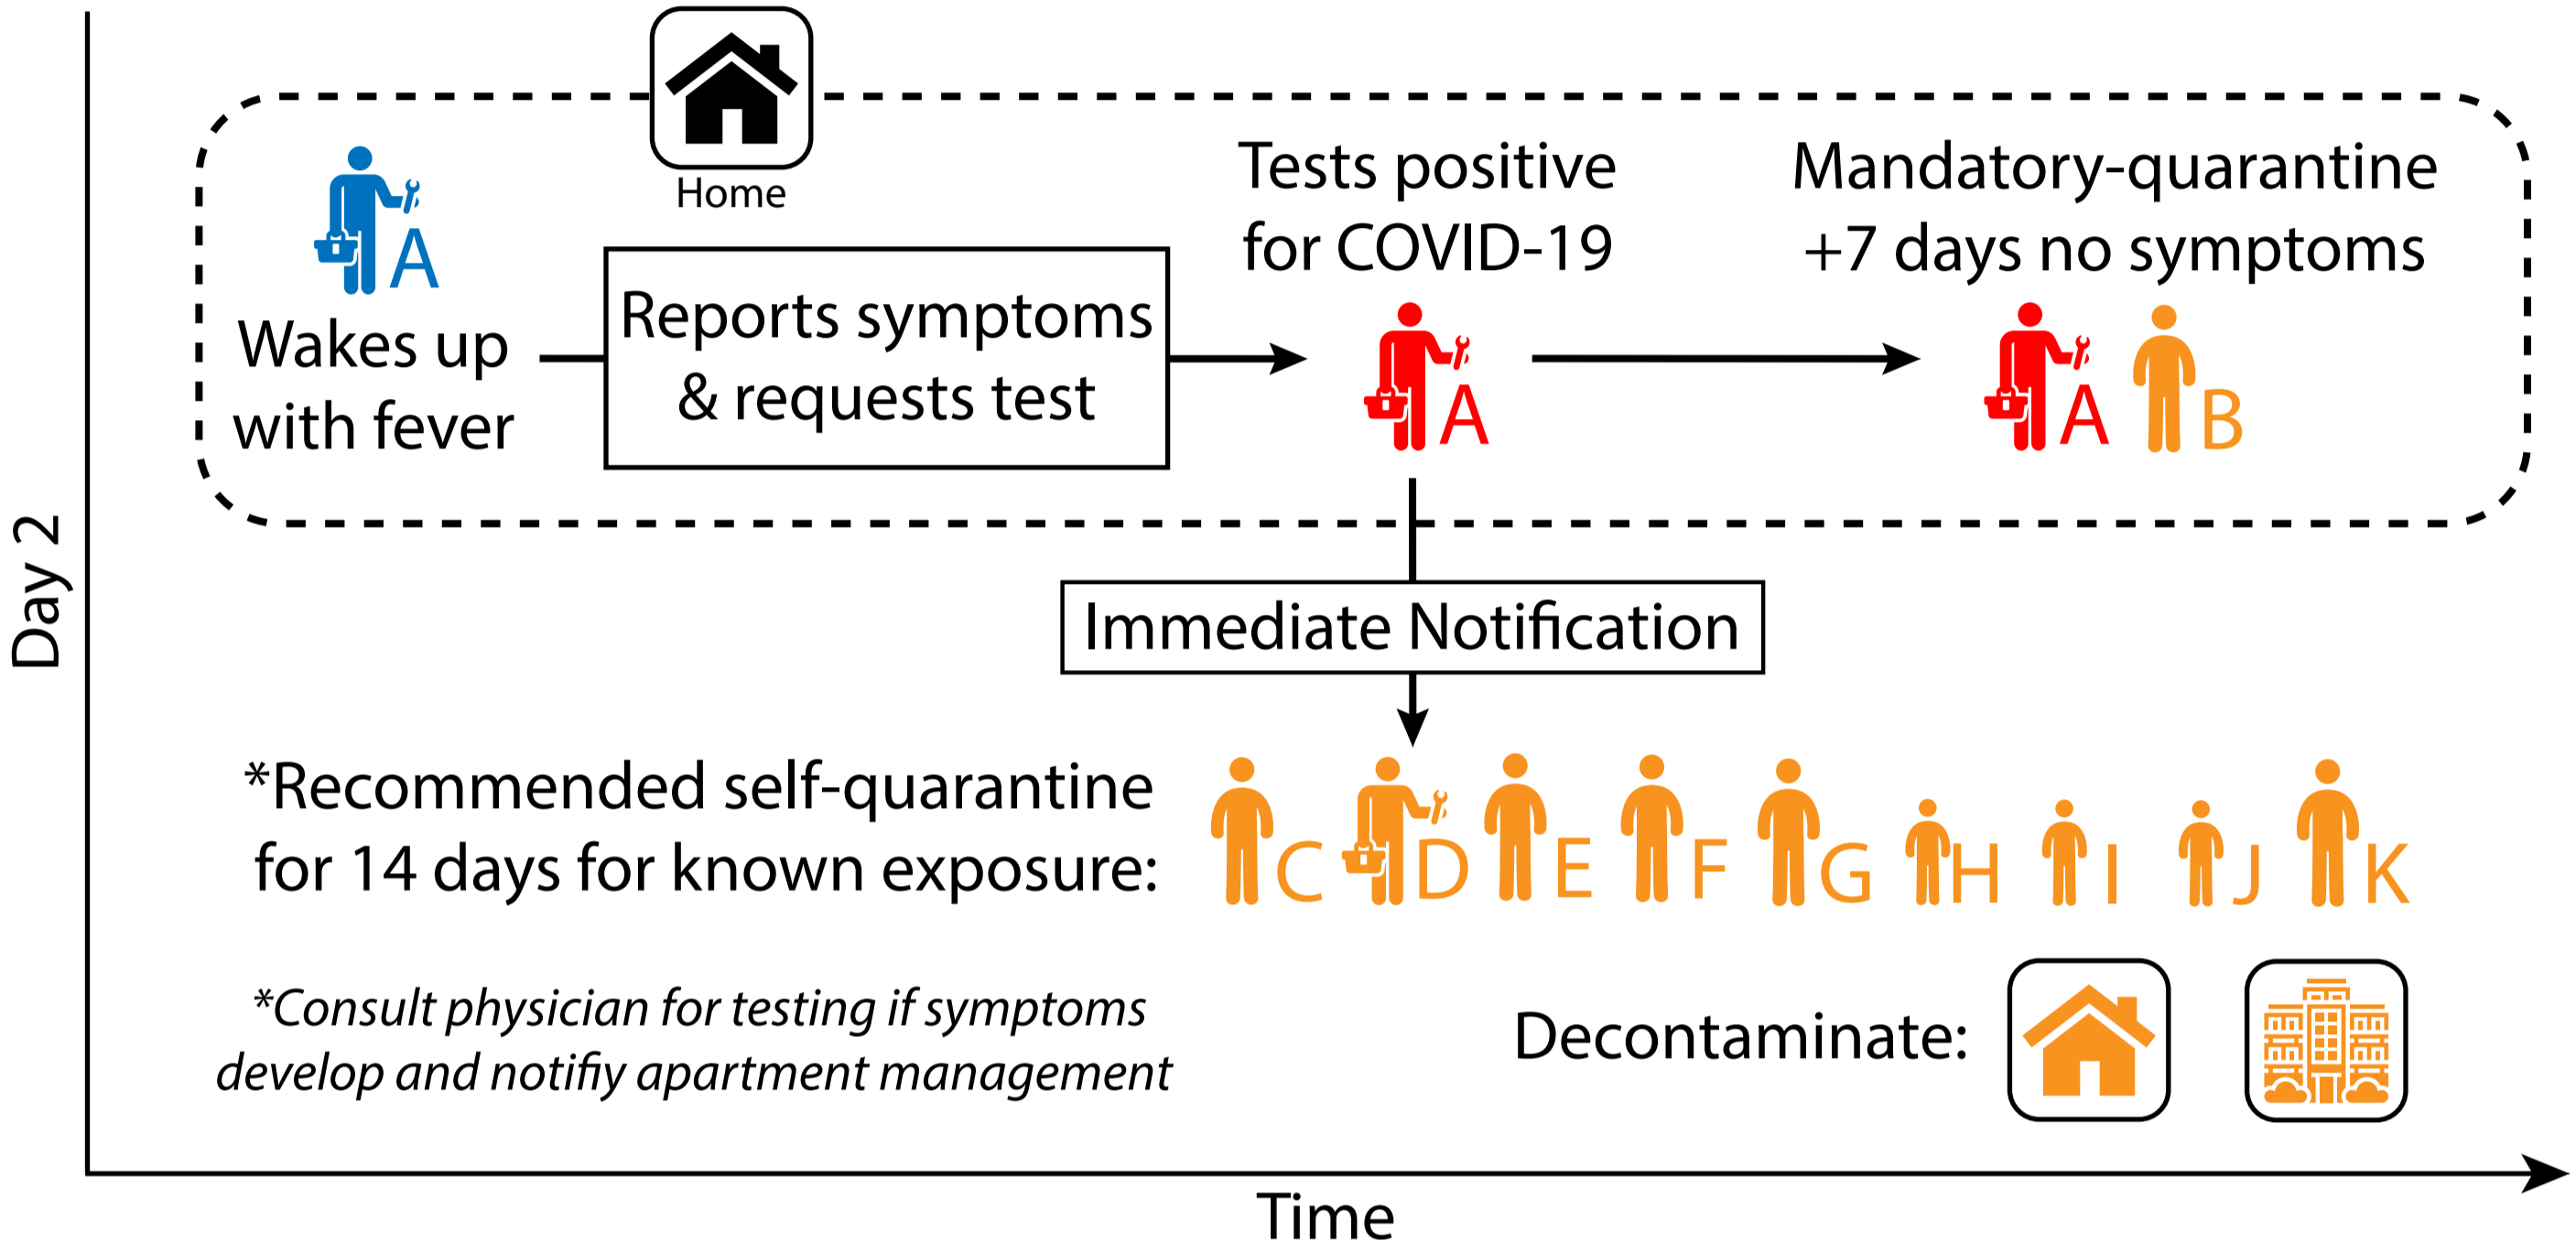 Home
A
Wakes up
with fever
Reports symptoms
& requests test
Tests positive
for COVID-19
A
Mandatory-quarantine
+7 days no symptoms
A B
Day 2
Immediate Notification
*Recommended self-quarantine
for 14 days for known exposure:
C D E F G H I J K
*Consult physician for testing if symptoms
develop and notifiy apartment management
Decontaminate:
Time